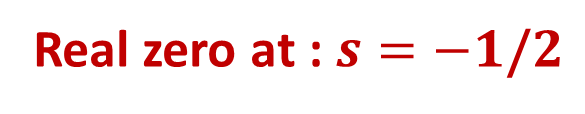 Real zero at : s = −1/2